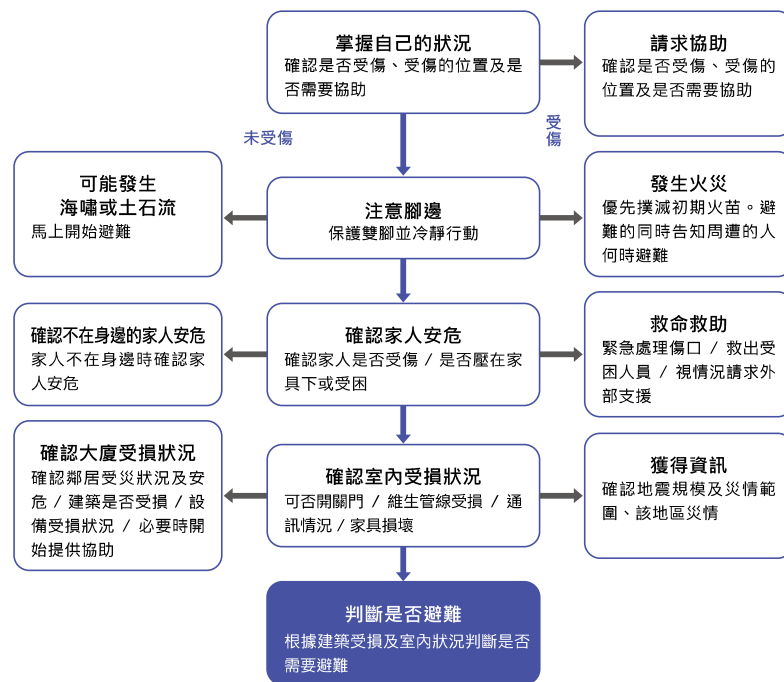 掌握自己的狀況
確認是否受傷、受傷的位置及是
否需要協助
請求協助
確認是否受傷、受傷的
位置及是否需要協助
未受傷
受
傷
可能發生
海嘯或土石流
馬上開始避難
注意腳邊
保護雙腳並冷靜行動
發生火災
優先撲滅初期火苗。避
難的同時告知周遭的人
何時避難
確認不在身邊的家人安危
家人不在身邊時確認家
人安危
確認家人安危
確認家人是否受傷 / 是否壓在家
具下或受困
救命救助
緊急處理傷口 / 救出受
困人員 / 視情況請求外
部支援
確認大廈受損狀況
確認鄰居受災狀況及安
危 / 建築是否受損 / 設
備受損狀況 / 必要時開
始提供協助
確認室內受損狀況
可否開關門 / 維生管線受損 / 通
訊情況 / 家具損壞
獲得資訊
確認地震規模及災情範
圍、該地區災情
判斷是否避難
根據建築受損及室內狀況判斷是否
需要避難